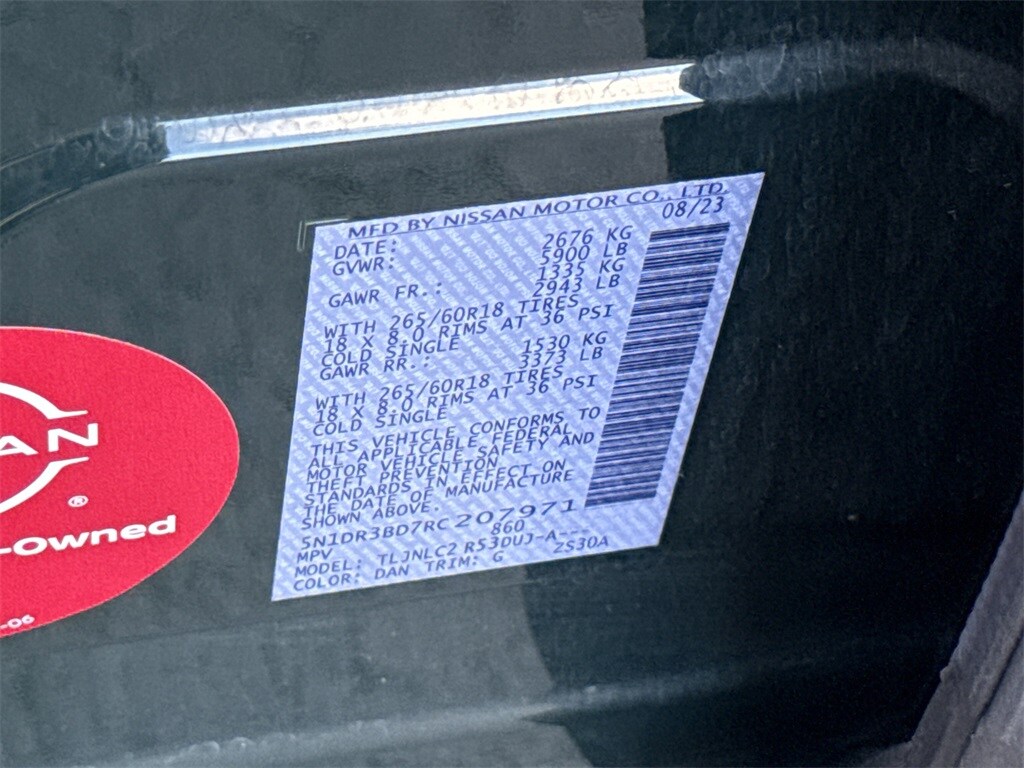 MFD BY NISSAN MOTOR CO., LTD.
DATE: 08/23
GVWR: 2676 KG
5900 LB
GAWR FR.: 1335 KG
2943 LB
WITH 265/60R18 TIRES
18 X 8.0 RIMS AT 36 PSI
COLD SINGLE
GAWR RR.: 1530 KG
3373 LB
WITH 265/60R18 TIRES
18 X 8.0 RIMS AT 36 PSI
COLD SINGLE
THIS VEHICLE CONFORMS TO
ALL APPLICABLE FEDERAL
MOTOR VEHICLE SAFETY AND
THEFT PREVENTION
STANDARDS IN EFFECT ON
THE DATE OF MANUFACTURE
SHOWN ABOVE.
5N1DR3BD7RC207971
MPV 860
MODEL: TLJNLC2 R53DUJ-A---
COLOR: DAN TRIM: G ZS30A
AN
®
-owned
-06